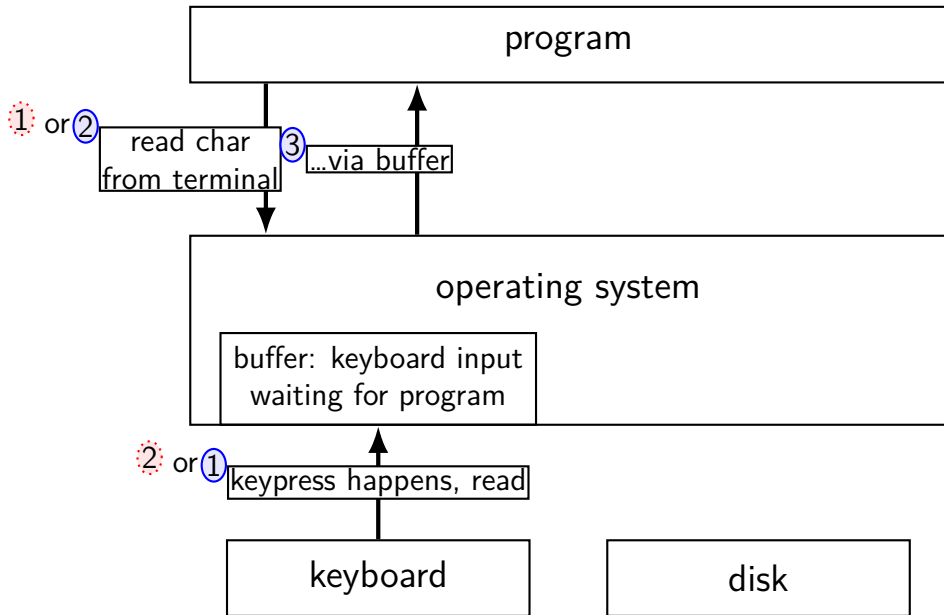 program
1 or 2
read char
from terminal
3
...via buffer
operating system
buffer: keyboard input
waiting for program
2 or 1
keypress happens, read
keyboard
disk